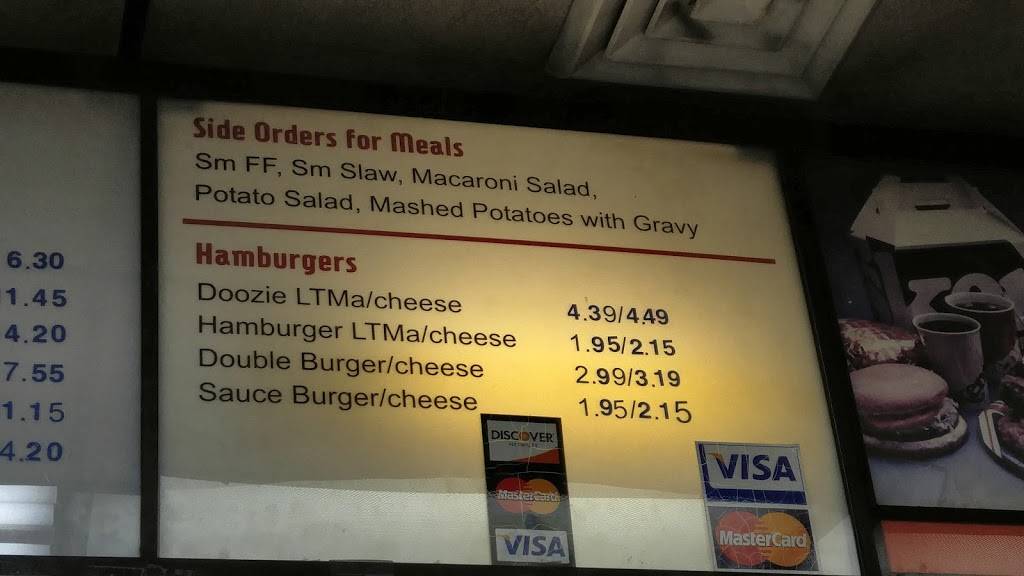 Side Orders for Meals
Sm FF, Sm Slaw, Macaroni Salad,
Potato Salad, Mashed Potatoes with Gravy
Hamburgers
Doozie LTMa/cheese 4.39/4.49
Hamburger LTMa/cheese 1.95/2.15
Double Burger/cheese 2.99/3.19
Sauce Burger/cheese 1.95/2.15
6.30
1.45
4.20
7.55
1.15
4.20
DISCOVER
MasterCard
VISA
VISA
MasterCard